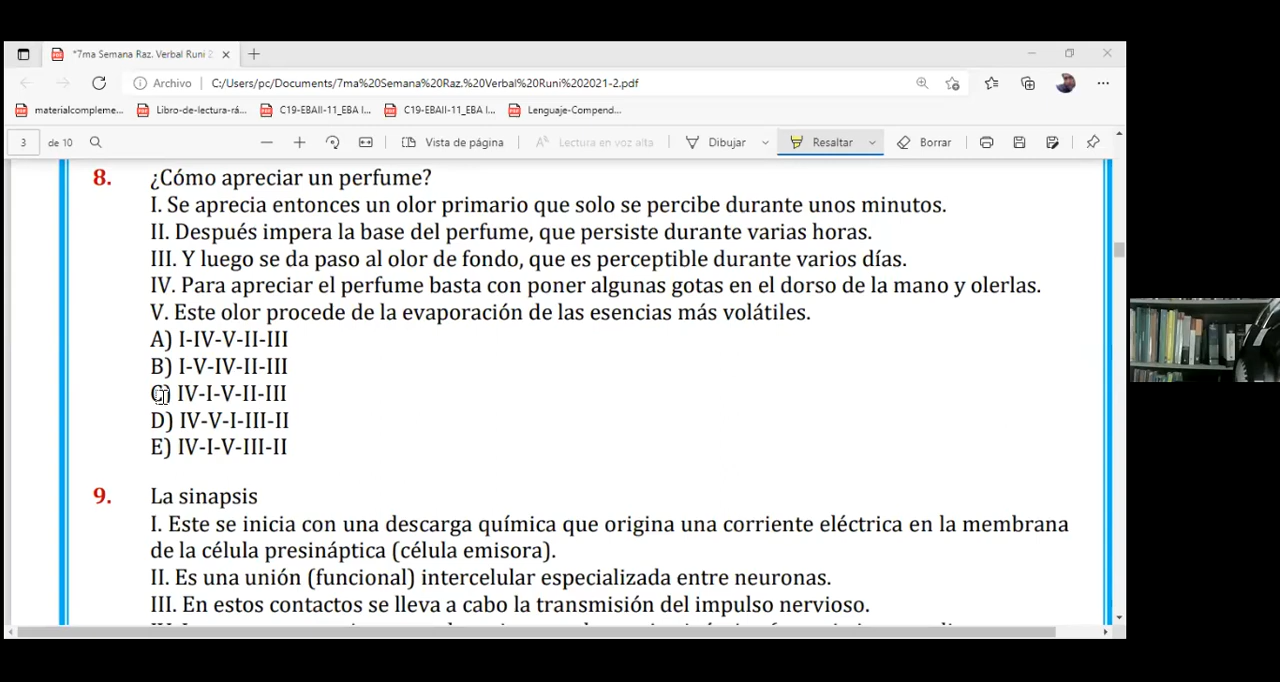 *7ma Semana Raz. Verbal Runi 2
Archivo C:/Users/pc/Documents/7ma%20Semana%20Raz.%20Verbal%20Runi%202021-2.pdf
materialcompleme... Libro-de-lectura-rá... C19-EBAII-11_EBA I... C19-EBAII-11_EBA I... Lenguaje-Compend...
3 de 10 Vista de página Lectura en voz alta Dibujar Resaltar Borrar
8. ¿Cómo apreciar un perfume?
I. Se aprecia entonces un olor primario que solo se percibe durante unos minutos.
II. Después impera la base del perfume, que persiste durante varias horas.
III. Y luego se da paso al olor de fondo, que es perceptible durante varios días.
IV. Para apreciar el perfume basta con poner algunas gotas en el dorso de la mano y olerlas.
V. Este olor procede de la evaporación de las esencias más volátiles.
A) I-IV-V-II-III
B) I-V-IV-II-III
C) IV-I-V-II-III
D) IV-V-I-III-II
E) IV-I-V-III-II
9. La sinapsis
I. Este se inicia con una descarga química que origina una corriente eléctrica en la membrana
de la célula presináptica (célula emisora).
II. Es una unión (funcional) intercelular especializada entre neuronas.
III. En estos contactos se lleva a cabo la transmisión del impulso nervioso.